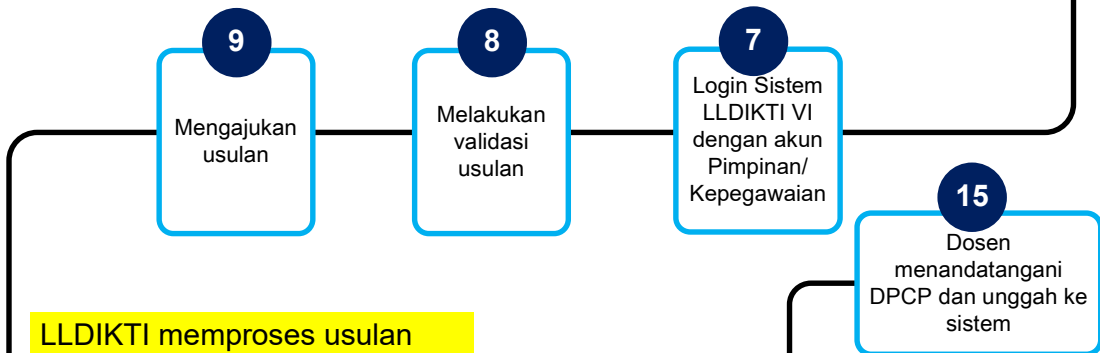 9
Mengajukan
usulan
8
Melakukan
validasi
usulan
7
Login Sistem
LLDIKTI VI
dengan akun
Pimpinan/
Kepegawaian
15
Dosen
menandatangani
DPCP dan unggah ke
sistem
LLDIKTI memproses usulan